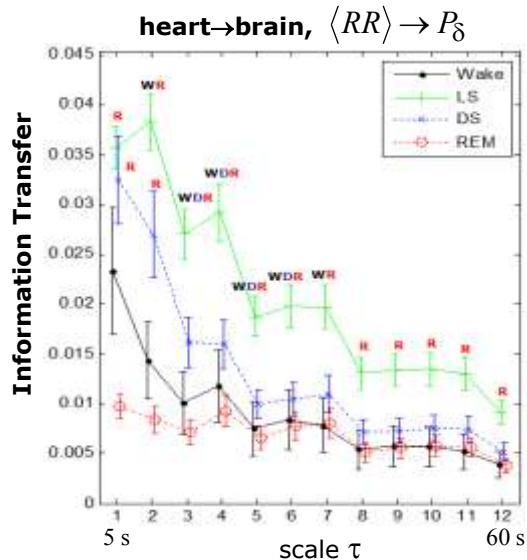 heart→brain, ⟨RR⟩ → Pδ
Information Transfer
0.045
0.04
0.035
0.03
0.025
0.02
0.015
0.01
0.005
0
Wake
LS
DS
REM
R
WR
R
R
WDR
WDR
WDR
WDR
WR
R
R
R
R
R
1 2 3 4 5 6 7 8 9 10 11 12
5 s
60 s
scale τ